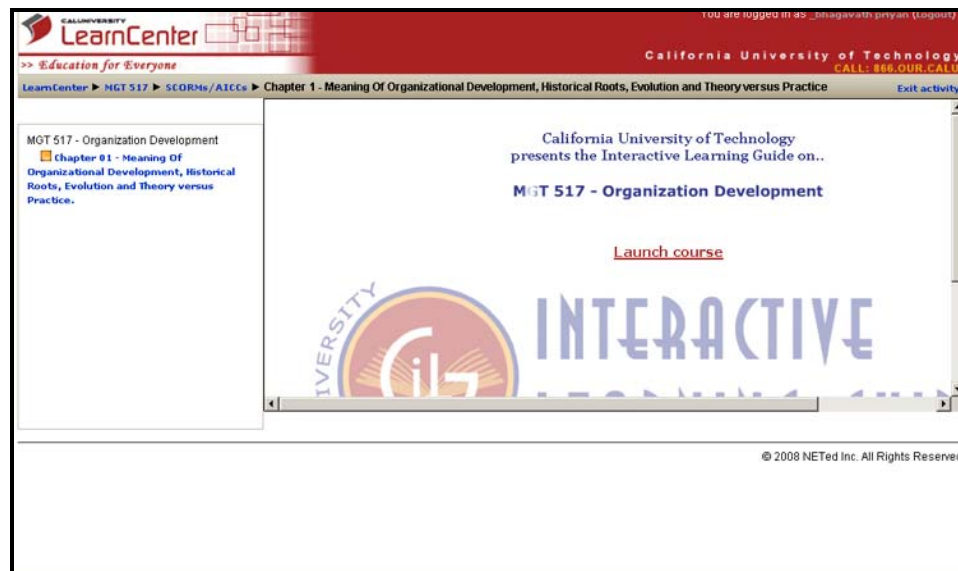 You are logged in as _bhagavath priyan (Logout)
CALUNIVERSITY
LearnCenter
>> Education for Everyone
California University of Technology
CALL: 866.OUR.CALU
LearnCenter ► MGT 517 ► SCORMs/AICCs ► Chapter 1 - Meaning Of Organizational Development, Historical Roots, Evolution and Theory versus Practice
Exit activity
MGT 517 - Organization Development
Chapter 01 - Meaning Of
Organizational Development, Historical
Roots, Evolution and Theory versus
Practice.
California University of Technology
presents the Interactive Learning Guide on..
MGT 517 - Organization Development
Launch course
INTERACTIVE
© 2008 NETed Inc. All Rights Reserved